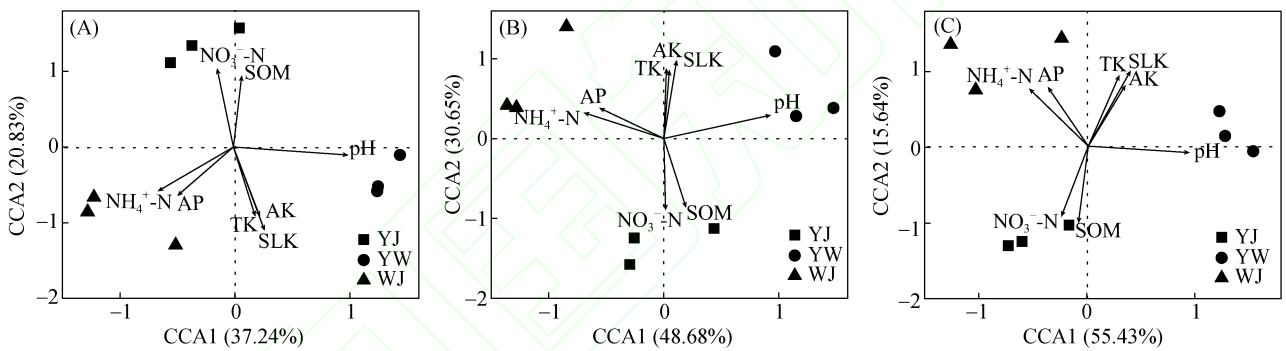 (A)
NO₃⁻-N
SOM
pH
NH₄⁺-N AP
AK
TK
SLK
YJ
YW
WJ
1
0
−1
−2
−1 0 1
CCA2 (20.83%)
CCA1 (37.24%)
(B)
AK
SLK
TK
AP
pH
NH₄⁺-N
NO₃⁻-N
SOM
YJ
YW
WJ
1
0
−1
−2
−1 0 1
CCA2 (30.65%)
CCA1 (48.68%)
(C)
TK SLK
NH₄⁺-N AP
AK
pH
NO₃⁻-N
SOM
YJ
YW
WJ
1
0
−1
−2
−1 0 1
CCA2 (15.64%)
CCA1 (55.43%)